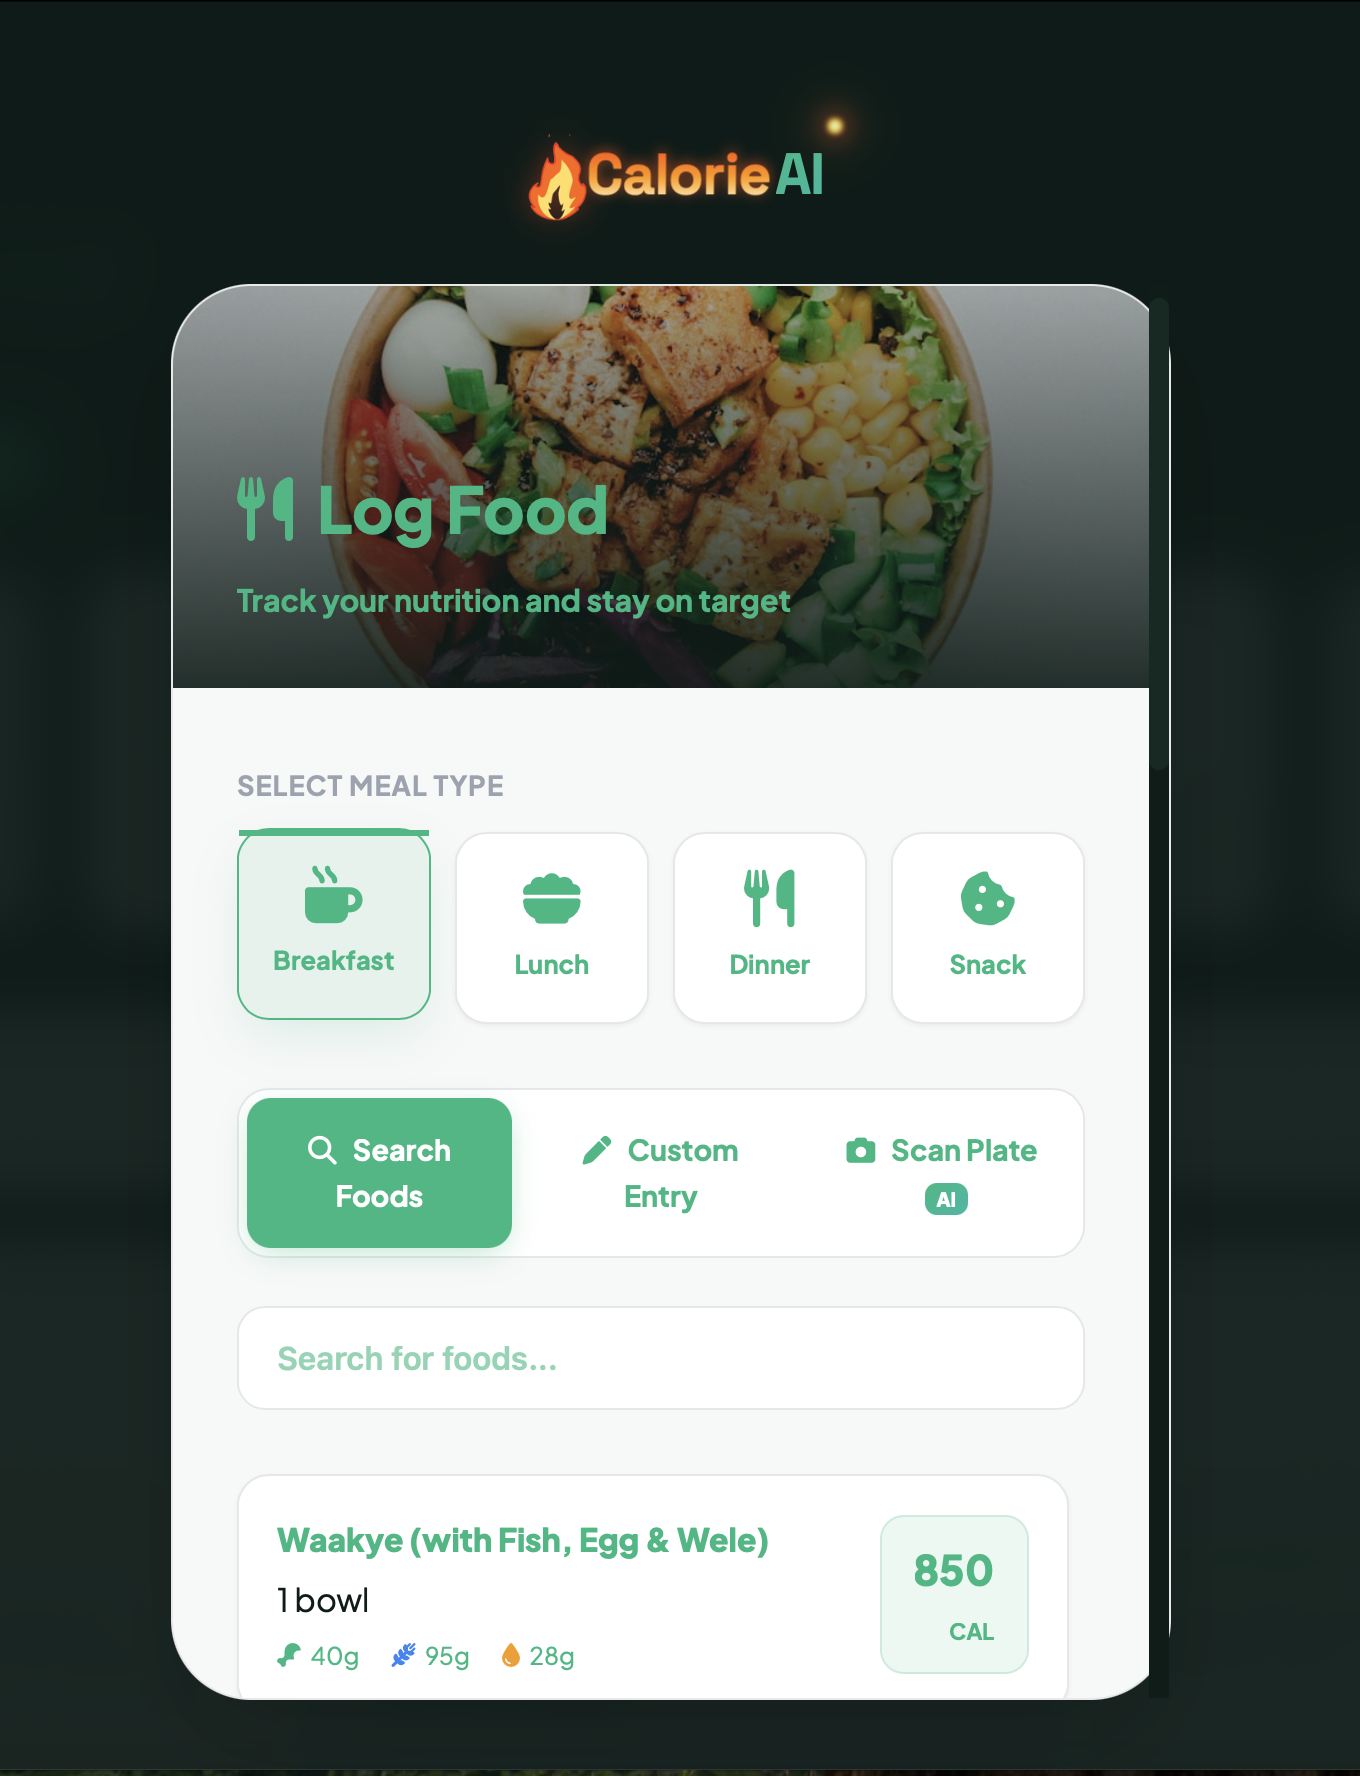 Calorie AI
Log Food
Track your nutrition and stay on target
SELECT MEAL TYPE
Breakfast
Lunch
Dinner
Snack
Search
Foods
Custom
Entry
Scan Plate
AI
Search for foods...
Waakye (with Fish, Egg & Wele)
1 bowl
40g 95g 28g
850
CAL